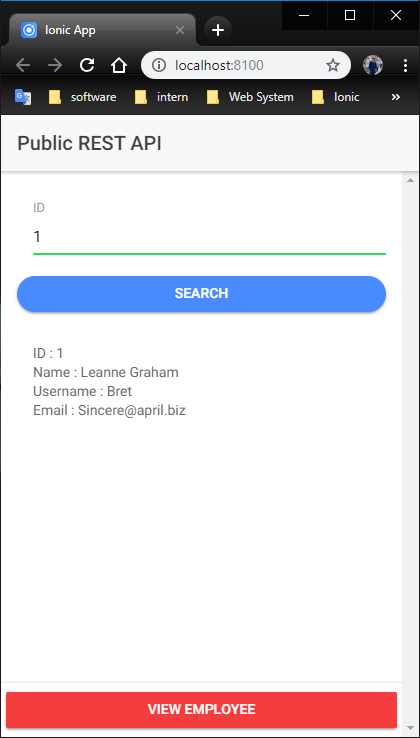 Ionic App
localhost:8100
software intern Web System Ionic »
Public REST API
ID
1
SEARCH
ID : 1
Name : Leanne Graham
Username : Bret
Email : Sincere@april.biz
VIEW EMPLOYEE